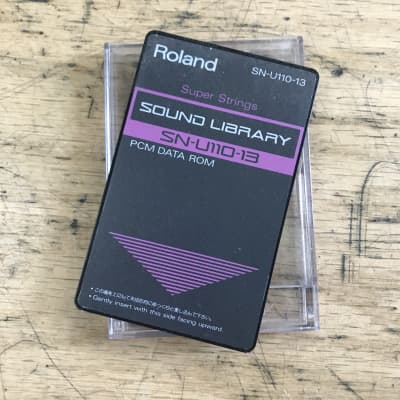 Roland
SN-U110-13
Super Strings
SOUND LIBRARY
SN-U110-13
PCM DATA ROM
• Gently insert with this side facing upward.